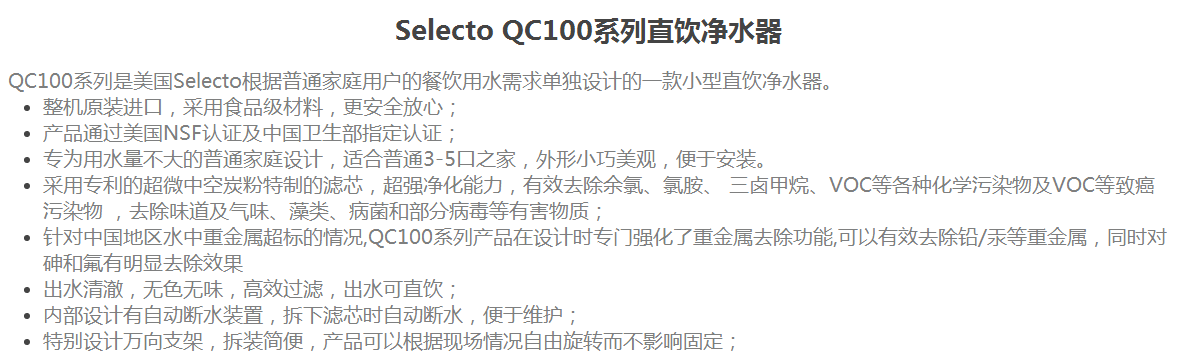 Selecto QC100系列直饮净水器
QC100系列是美国Selecto根据普通家庭用户的餐饮用水需求单独设计的一款小型直饮净水器。
• 整机原装进口，采用食品级材料，更安全放心；
• 产品通过美国NSF认证及中国卫生部指定认证；
• 专为用水量不大的普通家庭设计，适合普通3-5口之家，外形小巧美观，便于安装。
• 采用专利的超微中空炭粉特制的滤芯，超强净化能力，有效去除余氯、氯胺、 三卤甲烷、VOC等各种化学污染物及VOC等致癌
污染物 ，去除味道及气味、藻类、病菌和部分病毒等有害物质；
• 针对中国地区水中重金属超标的情况,QC100系列产品在设计时专门强化了重金属去除功能,可以有效去除铅/汞等重金属，同时对
砷和氟有明显去除效果
• 出水清澈，无色无味，高效过滤，出水可直饮；
• 内部设计有自动断水装置，拆下滤芯时自动断水，便于维护；
• 特别设计万向支架，拆装简便，产品可以根据现场情况自由旋转而不影响固定；